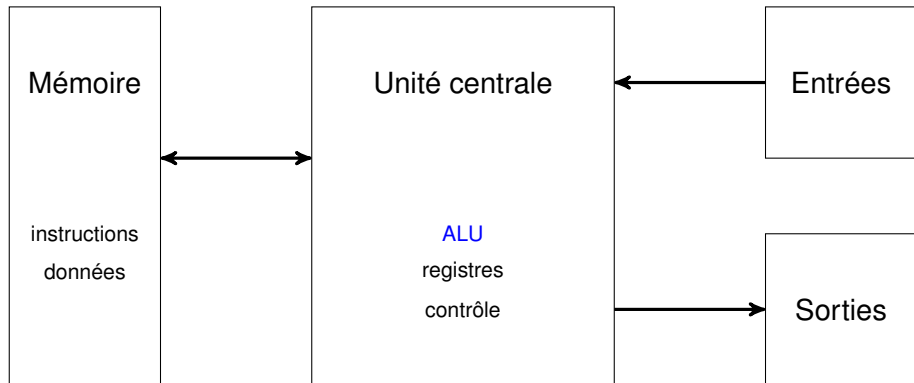 Mémoire
instructions
données
Unité centrale
ALU
registres
contrôle
Entrées
Sorties